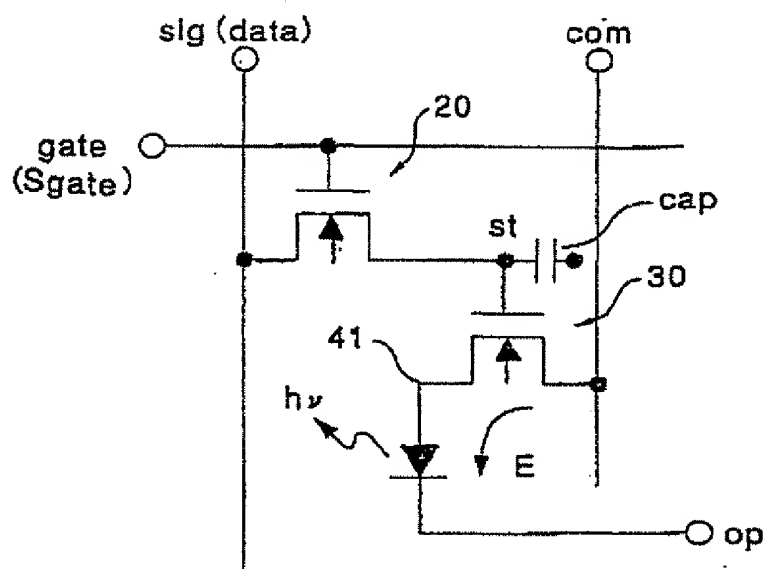 sig (data)
com
20
gate
(Sgate)
cap
st
30
41
hν
E
op